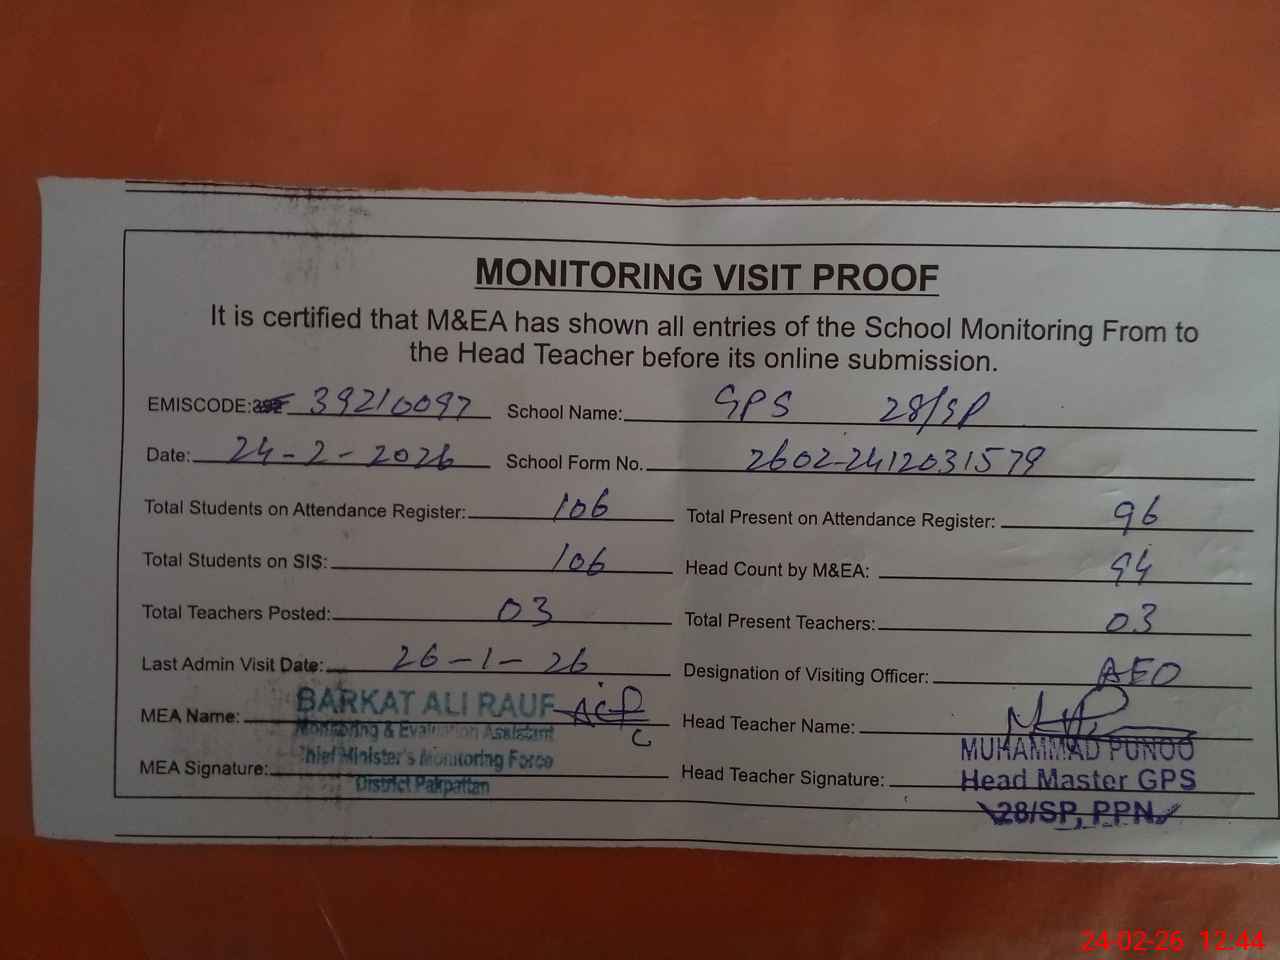 MONITORING VISIT PROOF
It is certified that M&EA has shown all entries of the School Monitoring From to
the Head Teacher before its online submission.
EMISCODE: 39210097 School Name: GPS 28/SP
Date: 24-2-2026 School Form No. 2602-2412031579
Total Students on Attendance Register: 106 Total Present on Attendance Register: 96
Total Students on SIS: 106 Head Count by M&EA: 94
Total Teachers Posted: 03 Total Present Teachers: 03
Last Admin Visit Date: 26-1-26 Designation of Visiting Officer: AEO
MEA Name: BARKAT ALI RAUF Head Teacher Name:
Monitoring & Evaluation Assistant
MUHAMMAD PUNOO
MEA Signature: Chief Minister's Monitoring Force Head Teacher Signature: Head Master GPS
District Pakpattan
28/SP, PPN.
24-02-26 12:44